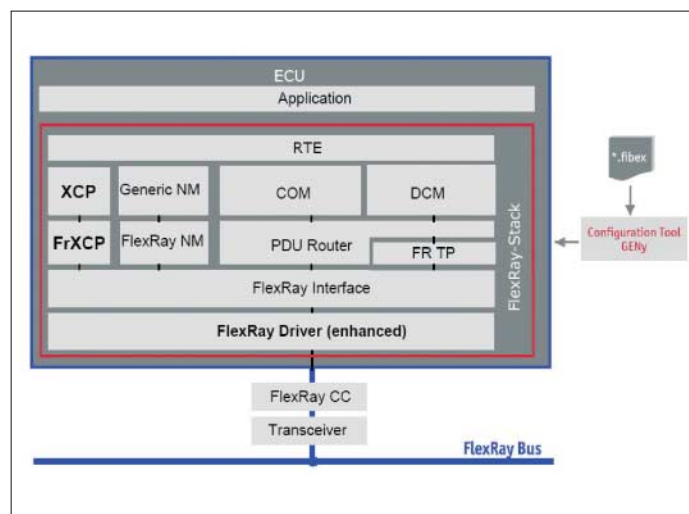 ECU
Application
RTE
XCP
Generic NM
COM
DCM
FrXCP
FlexRay NM
PDU Router
FR TP
FlexRay Interface
FlexRay Driver (enhanced)
FlexRay-Stack
*.fibex
Configuration Tool
GENy
FlexRay CC
Transceiver
FlexRay Bus